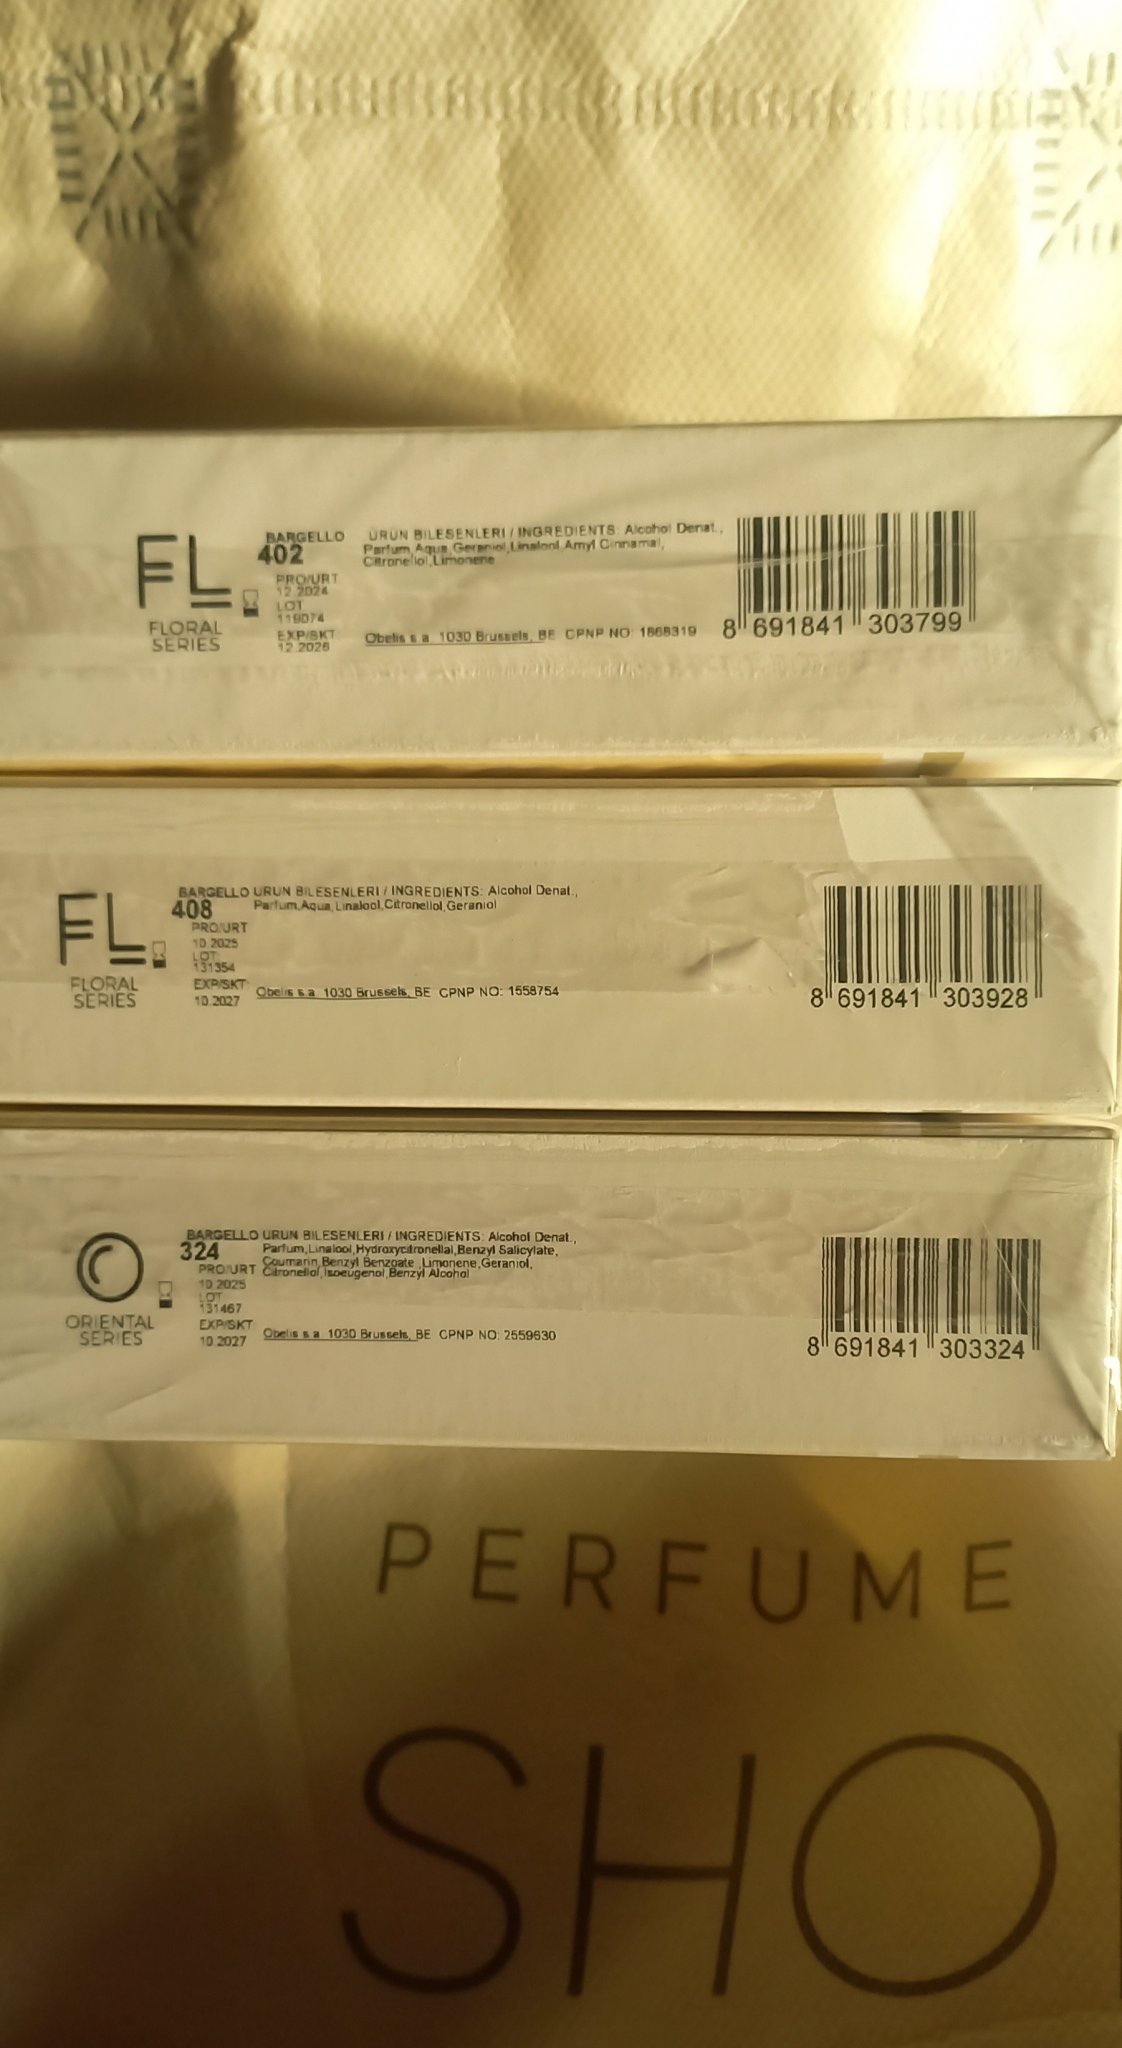 FL
FLORAL
SERIES
BARGELLO
402
PRO/URT
12.2024
LOT
119074
EXP/SKT
12.2026
URUN BILESENLERI / INGREDIENTS: Alcohol Denat.,
Parfum,Aqua,Geraniol,Linalool,Amyl Cinnamal,
Citronellol,Limonene
Obelis s.a 1030 Brussels, BE CPNP NO: 1868319
8 691841 303799
FL
FLORAL
SERIES
BARGELLO
408
PRO/URT
10.2025
LOT
131354
EXP/SKT
10.2027
URUN BILESENLERI / INGREDIENTS: Alcohol Denat.,
Parfum,Aqua,Linalool,Citronellol,Geraniol
Obelis s.a 1030 Brussels, BE CPNP NO: 1558754
8 691841 303928
ORIENTAL
SERIES
BARGELLO
324
PRO/URT
10.2025
LOT
131467
EXP/SKT
10.2027
URUN BILESENLERI / INGREDIENTS: Alcohol Denat.,
Parfum,Linalool,Hydroxycitronellal,Benzyl Salicylate,
Coumarin,Benzyl Benzoate ,Limonene,Geraniol,
Citronellol,Isoeugenol,Benzyl Alcohol
Obelis s.a 1030 Brussels, BE CPNP NO: 2559630
8 691841 303324
PERFUME
SHO